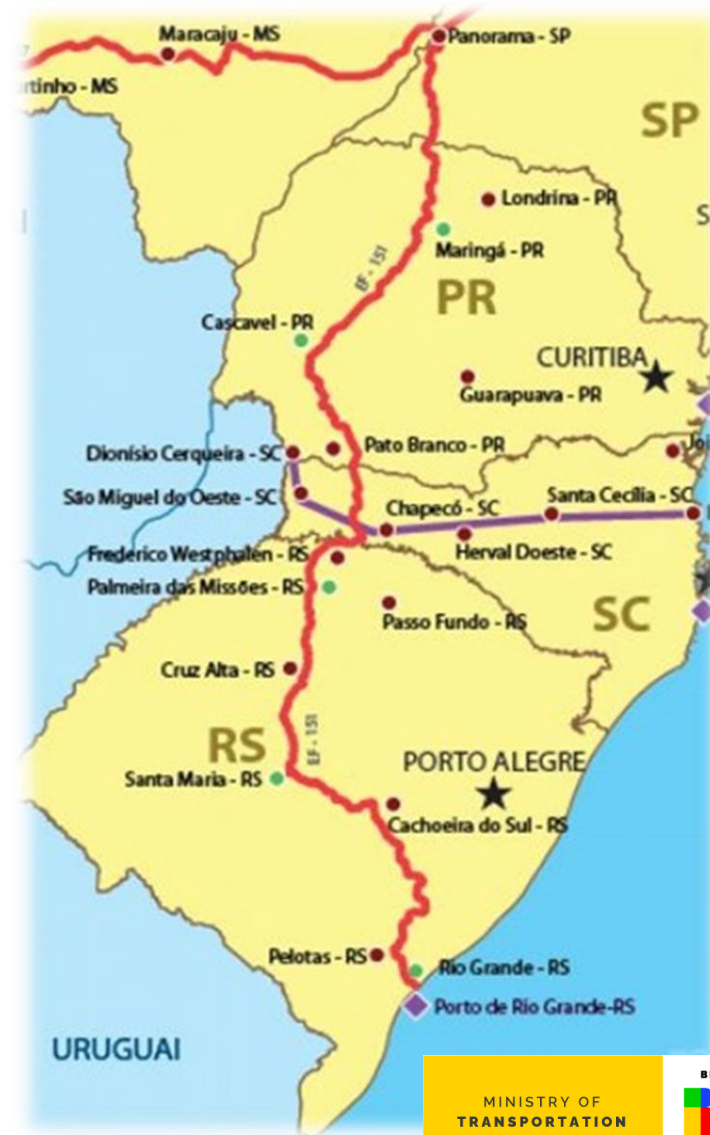 Maracaju - MS
Panorama - SP
rtinho - MS
SP
Londrina - PR
Maringá - PR
EF - 151
PR
Cascavel - PR
CURITIBA
Guarapuava - PR
Pato Branco - PR
Joi
Dionísio Cerqueira - SC
São Miguel do Oeste - SC
Chapecó - SC
Santa Cecília - SC
Herval Doeste - SC
Frederico Westphalen - RS
Palmeira das Missões - RS
Passo Fundo - RS
SC
Cruz Alta - RS
EF - 151
RS
PORTO ALEGRE
Santa Maria - RS
Cachoeira do Sul - RS
Pelotas - RS
Rio Grande - RS
Porto de Rio Grande-RS
URUGUAI
MINISTRY OF
TRANSPORTATION